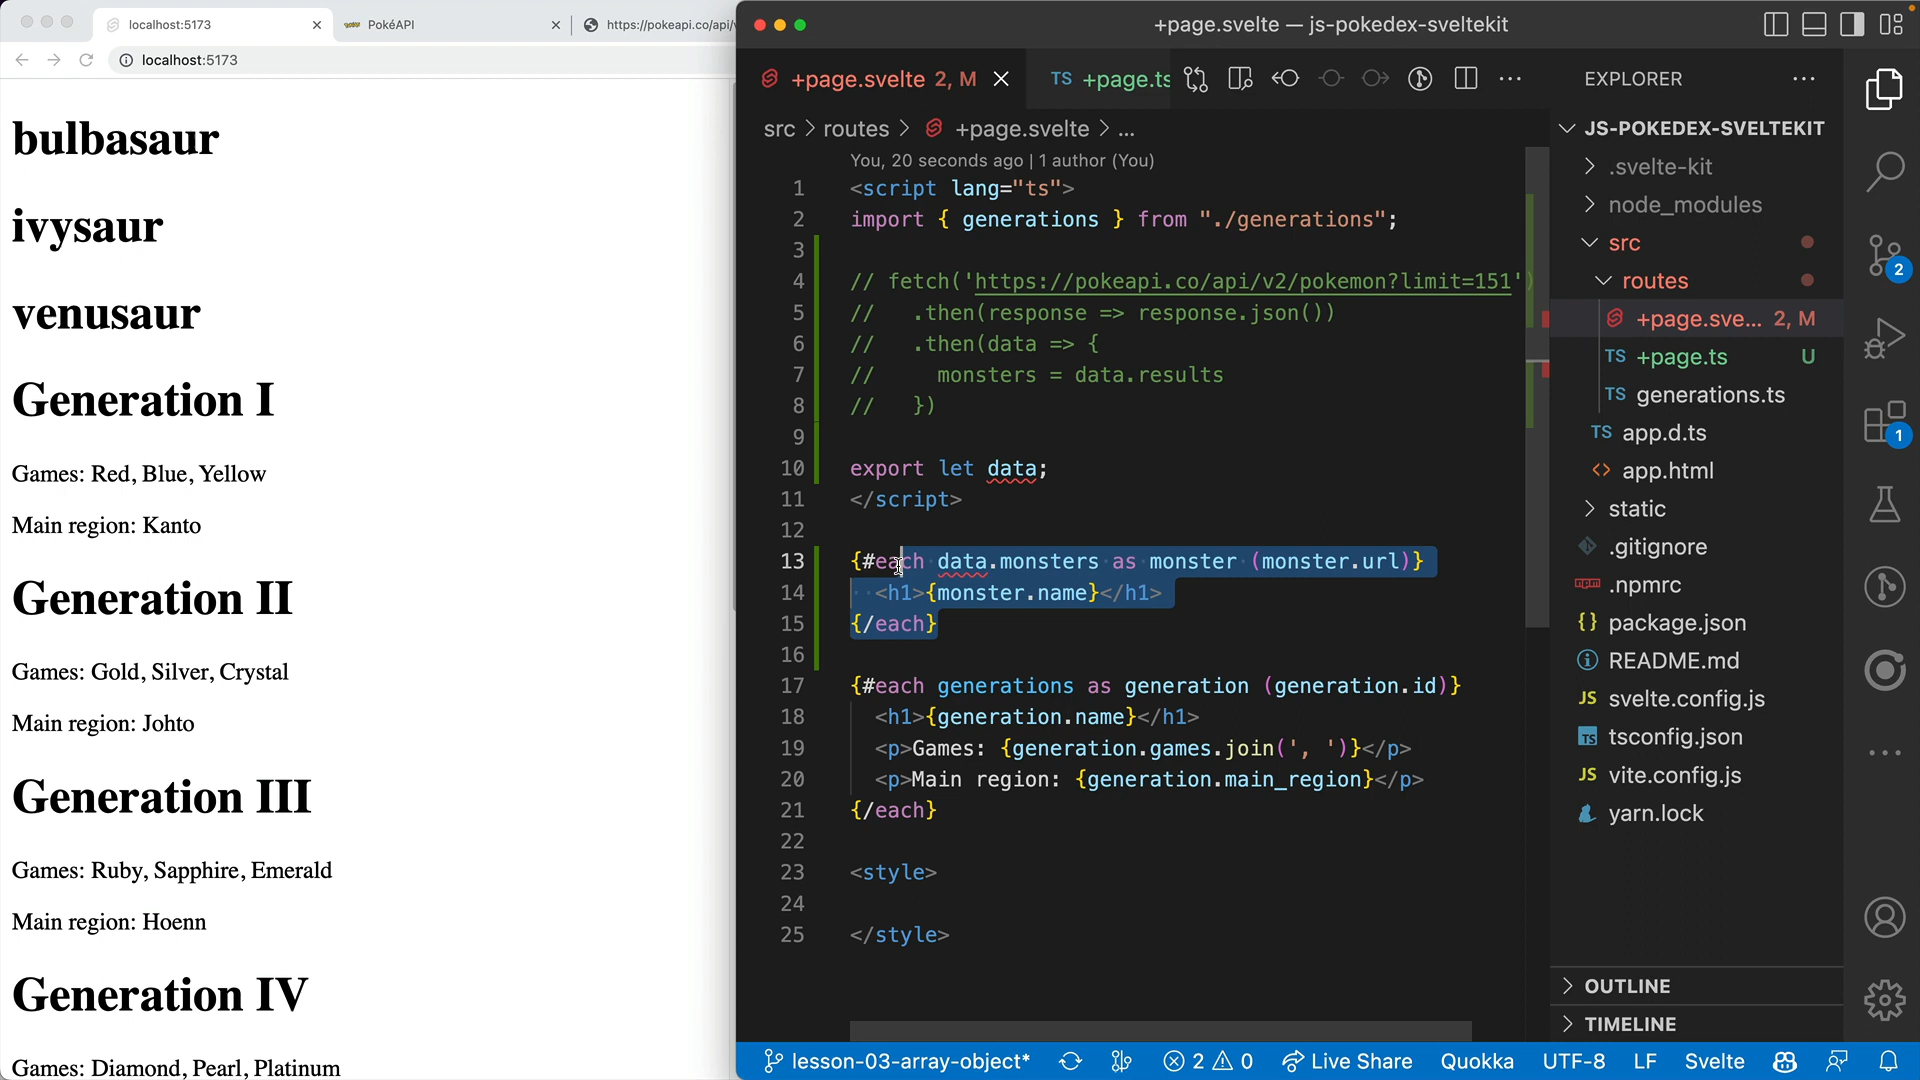 localhost:5173
PokéAPI
https://pokeapi.co/api/v
localhost:5173
bulbasaur
ivysaur
venusaur
Generation I
Games: Red, Blue, Yellow
Main region: Kanto
Generation II
Games: Gold, Silver, Crystal
Main region: Johto
Generation III
Games: Ruby, Sapphire, Emerald
Main region: Hoenn
Generation IV
Games: Diamond, Pearl, Platinum
+page.svelte — js-pokedex-sveltekit
+page.svelte 2, M
TS +page.ts
src > routes > +page.svelte > ...
You, 20 seconds ago | 1 author (You)
1 <script lang="ts">
2 import { generations } from "./generations";
3
4 // fetch('https://pokeapi.co/api/v2/pokemon?limit=151')
5 //   .then(response => response.json())
6 //   .then(data => {
7 //     monsters = data.results
8 //   })
9
10 export let data;
11 </script>
12
13 {#each data.monsters as monster (monster.url)}
14   <h1>{monster.name}</h1>
15 {/each}
16
17 {#each generations as generation (generation.id)}
18   <h1>{generation.name}</h1>
19   <p>Games: {generation.games.join(', ')}</p>
20   <p>Main region: {generation.main_region}</p>
21 {/each}
22
23 <style>
24
25 </style>
EXPLORER
JS-POKEDEX-SVELTEKIT
.svelte-kit
node_modules
src
routes
+page.sve... 2, M
TS +page.ts U
TS generations.ts
TS app.d.ts
<> app.html
static
.gitignore
npm .npmrc
{} package.json
README.md
JS svelte.config.js
TS tsconfig.json
JS vite.config.js
yarn.lock
OUTLINE
TIMELINE
2
1
lesson-03-array-object* 2 0 Live Share Quokka UTF-8 LF Svelte